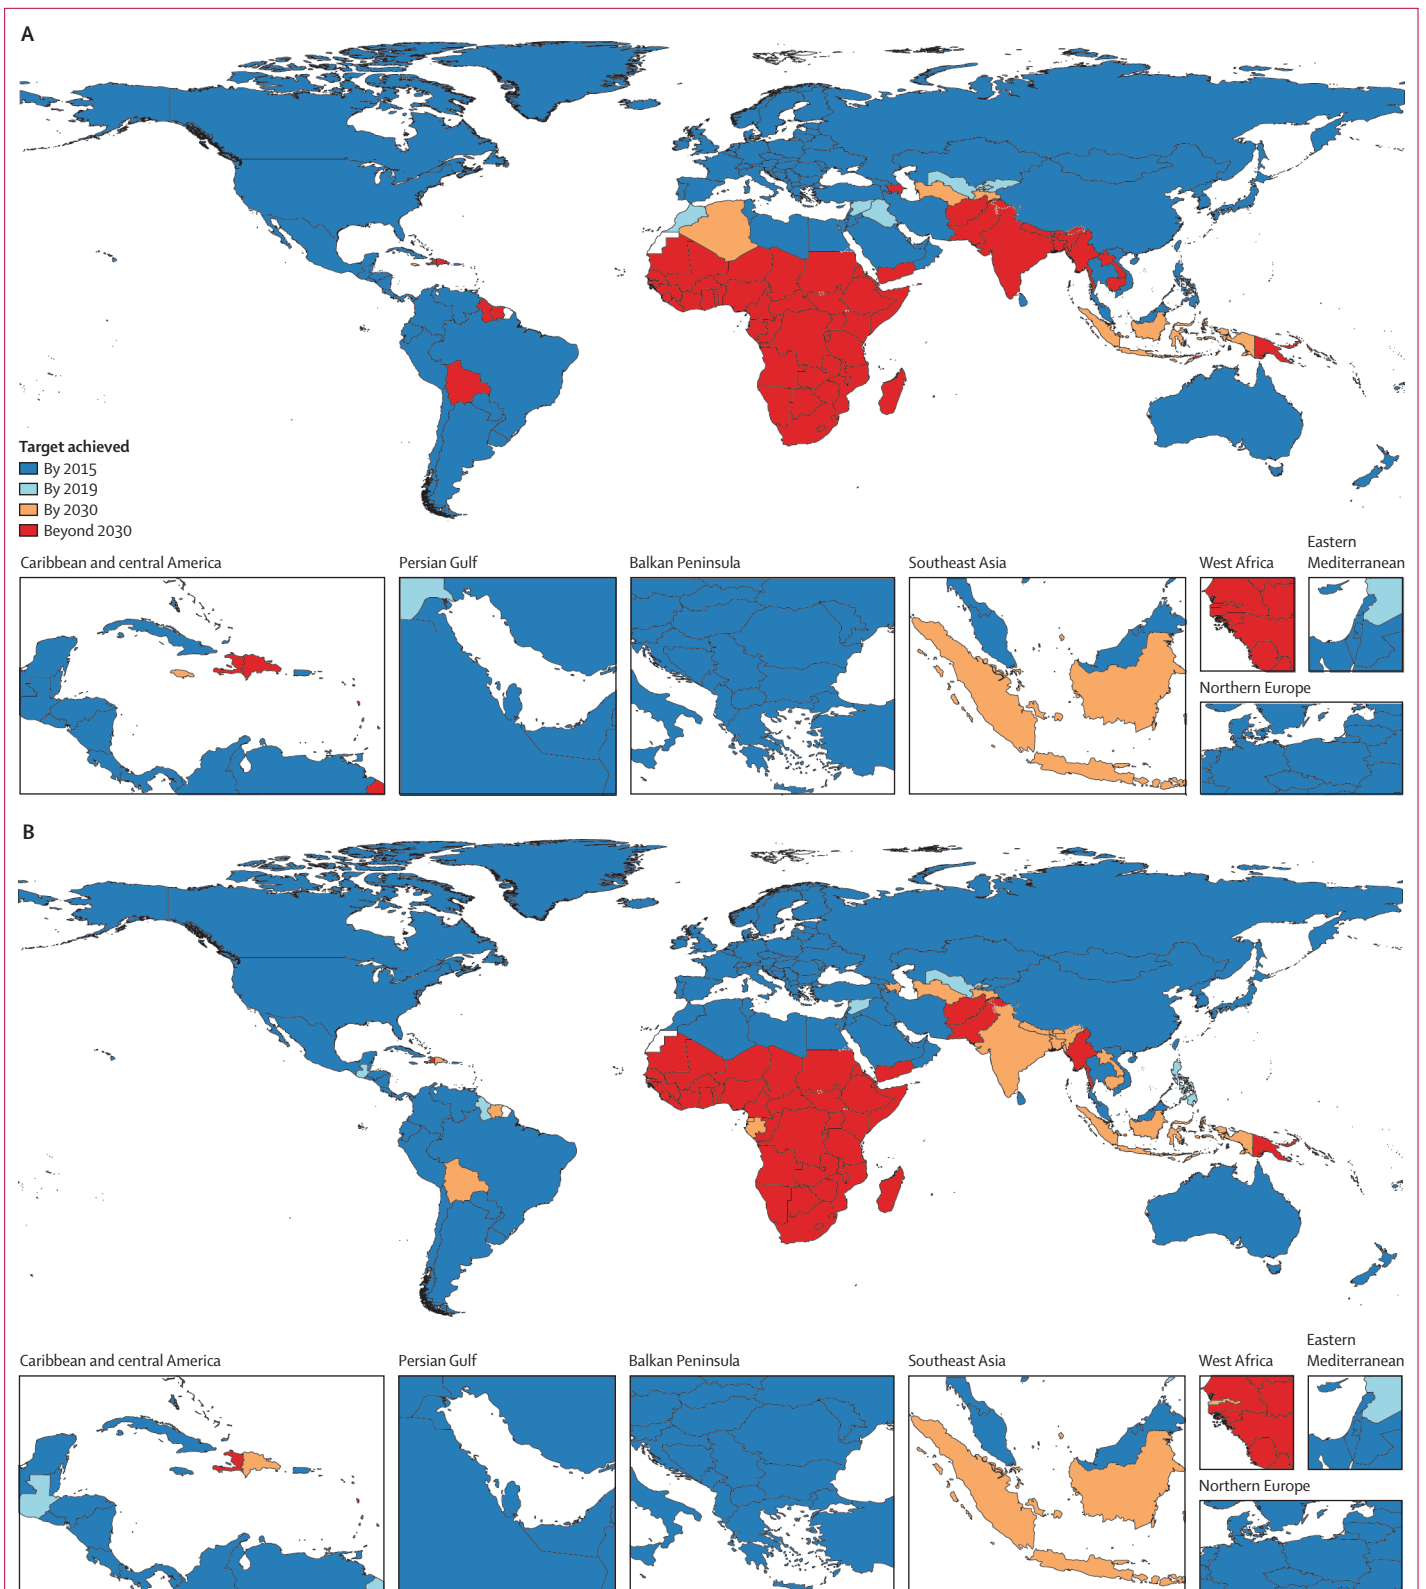 A
Target achieved
By 2015
By 2019
By 2030
Beyond 2030
Caribbean and central America
Persian Gulf
Balkan Peninsula
Southeast Asia
West Africa
Eastern
Mediterranean
Northern Europe
B
Caribbean and central America
Persian Gulf
Balkan Peninsula
Southeast Asia
West Africa
Eastern
Mediterranean
Northern Europe